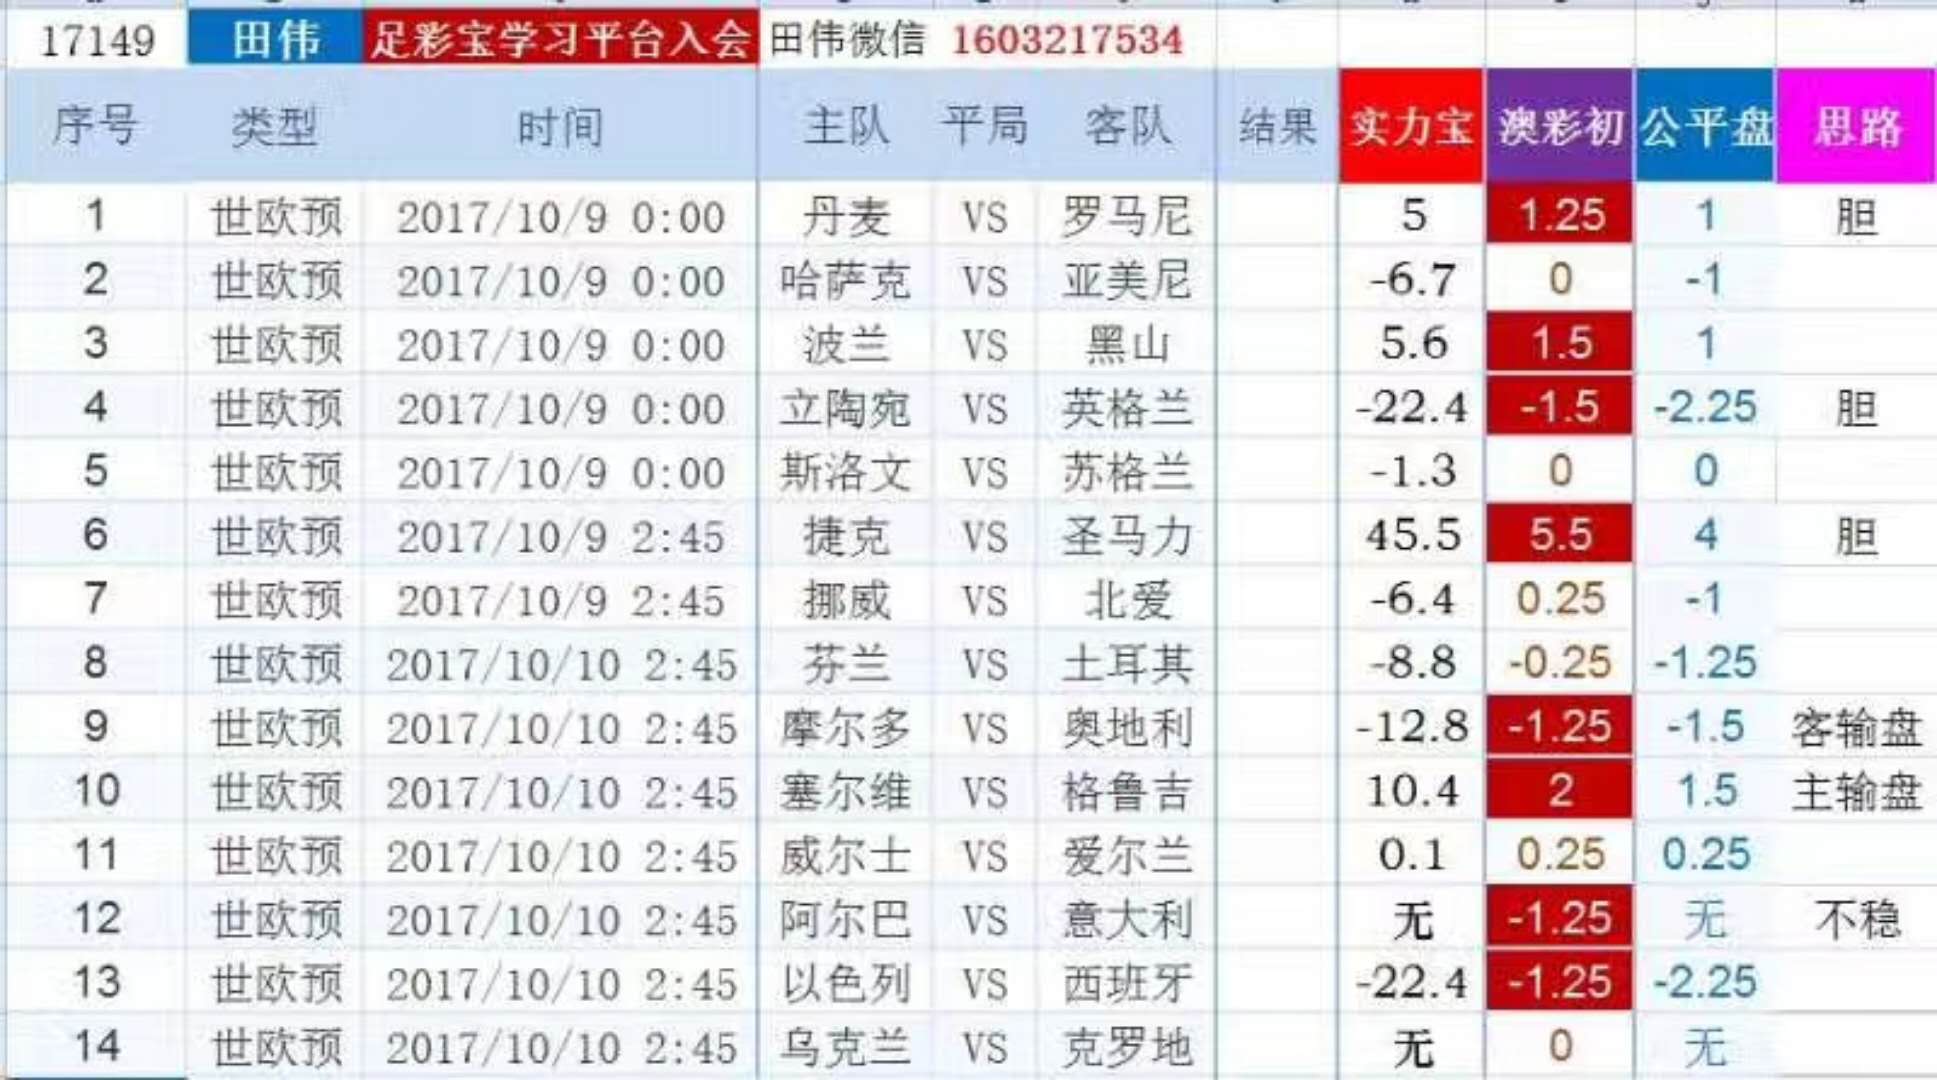 17149 田伟 足彩宝学习平台入会 田伟微信 1603217534
序号 类型 时间 主队 平局 客队 结果 实力宝 澳彩初 公平盘 思路
1 世欧预 2017/10/9 0:00 丹麦 VS 罗马尼 5 1.25 1 胆
2 世欧预 2017/10/9 0:00 哈萨克 VS 亚美尼 -6.7 0 -1
3 世欧预 2017/10/9 0:00 波兰 VS 黑山 5.6 1.5 1
4 世欧预 2017/10/9 0:00 立陶宛 VS 英格兰 -22.4 -1.5 -2.25 胆
5 世欧预 2017/10/9 0:00 斯洛文 VS 苏格兰 -1.3 0 0
6 世欧预 2017/10/9 2:45 捷克 VS 圣马力 45.5 5.5 4 胆
7 世欧预 2017/10/9 2:45 挪威 VS 北爱 -6.4 0.25 -1
8 世欧预 2017/10/10 2:45 芬兰 VS 土耳其 -8.8 -0.25 -1.25
9 世欧预 2017/10/10 2:45 摩尔多 VS 奥地利 -12.8 -1.25 -1.5 客输盘
10 世欧预 2017/10/10 2:45 塞尔维 VS 格鲁吉 10.4 2 1.5 主输盘
11 世欧预 2017/10/10 2:45 威尔士 VS 爱尔兰 0.1 0.25 0.25
12 世欧预 2017/10/10 2:45 阿尔巴 VS 意大利 无 -1.25 无 不稳
13 世欧预 2017/10/10 2:45 以色列 VS 西班牙 -22.4 -1.25 -2.25
14 世欧预 2017/10/10 2:45 乌克兰 VS 克罗地 无 0 无